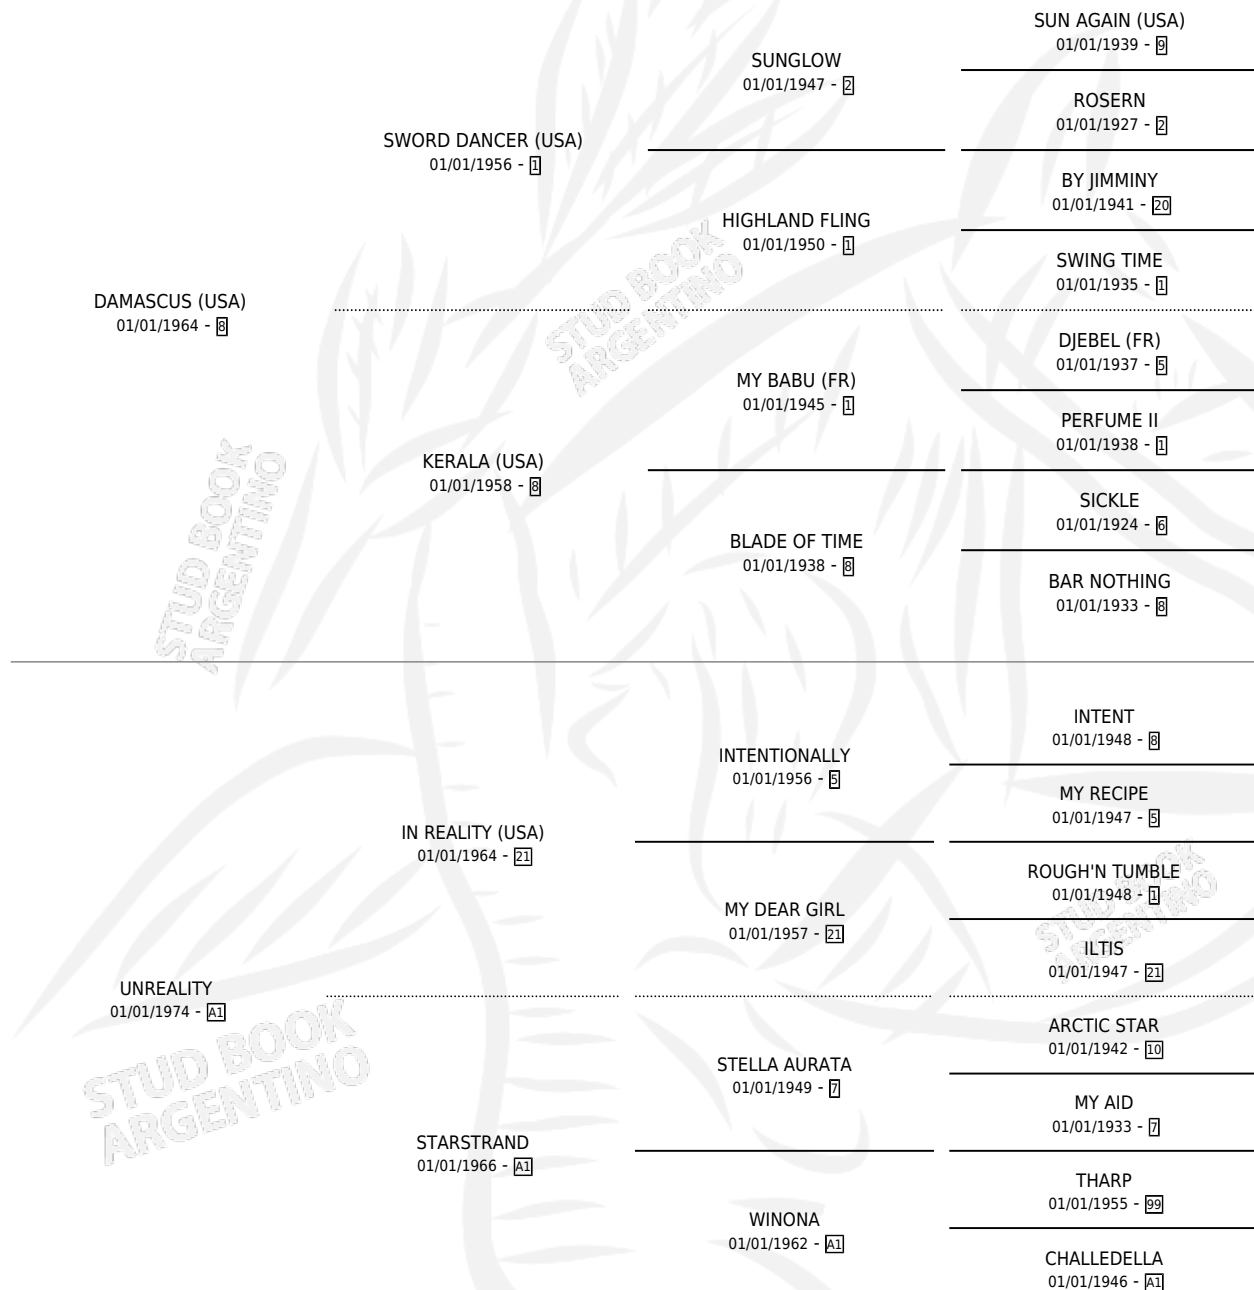 DAMASCUS (USA)
01/01/1964 - 8
SWORD DANCER (USA)
01/01/1956 - 1
SUNGLOW
01/01/1947 - 2
SUN AGAIN (USA)
01/01/1939 - 9
ROSERN
01/01/1927 - 2
HIGHLAND FLING
01/01/1950 - 1
BY JIMMINY
01/01/1941 - 20
SWING TIME
01/01/1935 - 1
KERALA (USA)
01/01/1958 - 8
MY BABU (FR)
01/01/1945 - 1
DJEBEL (FR)
01/01/1937 - 5
PERFUME II
01/01/1938 - 1
BLADE OF TIME
01/01/1938 - 8
SICKLE
01/01/1924 - 6
BAR NOTHING
01/01/1933 - 8
UNREALITY
01/01/1974 - A1
IN REALITY (USA)
01/01/1964 - 21
INTENTIONALLY
01/01/1956 - 5
INTENT
01/01/1948 - 8
MY RECIPE
01/01/1947 - 5
MY DEAR GIRL
01/01/1957 - 21
ROUGH'N TUMBLE
01/01/1948 - 1
ILTIS
01/01/1947 - 21
STARSTRAND
01/01/1966 - A1
STELLA AURATA
01/01/1949 - 7
ARCTIC STAR
01/01/1942 - 10
MY AID
01/01/1933 - 7
WINONA
01/01/1962 - A1
THARP
01/01/1955 - 99
CHALLEDELLA
01/01/1946 - A1
STUD BOOK
ARGENTINO
STUD BOOK
ARGENTINO
STUD BOOK
ARGENTINO
STUD BOOK
ARGENTINO